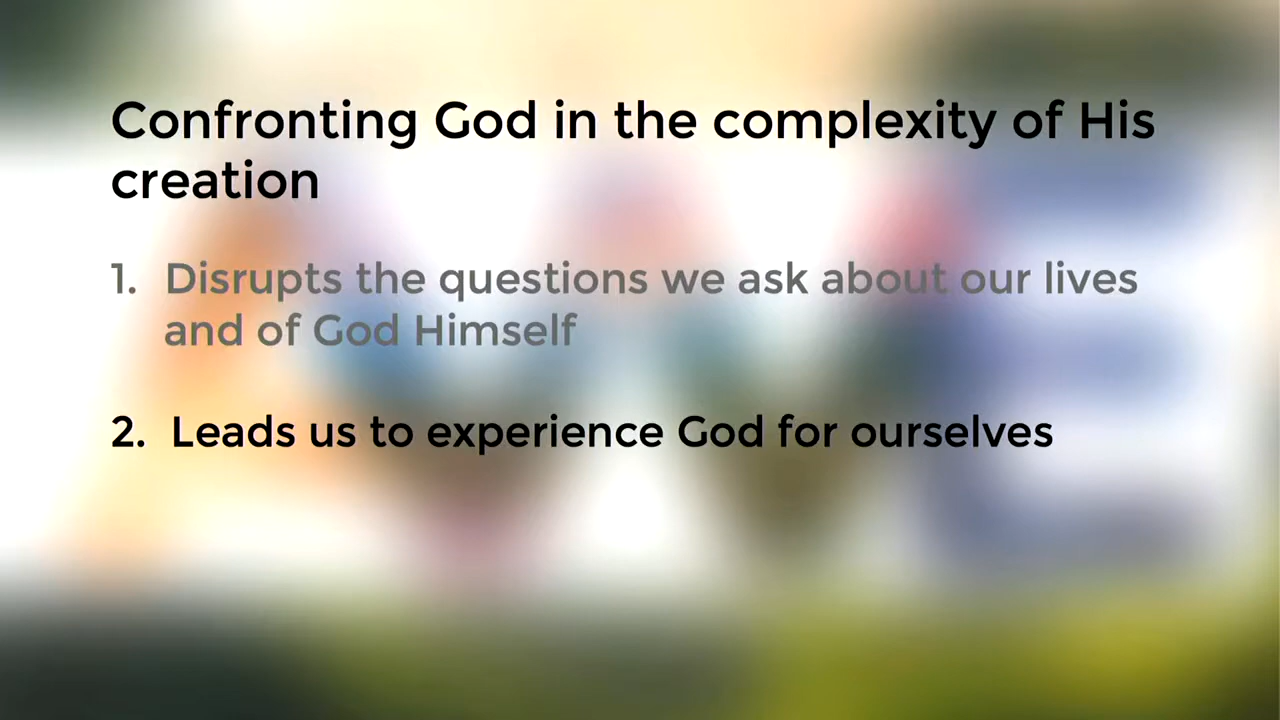 Confronting God in the complexity of His
creation
1. Disrupts the questions we ask about our lives
and of God Himself
2. Leads us to experience God for ourselves